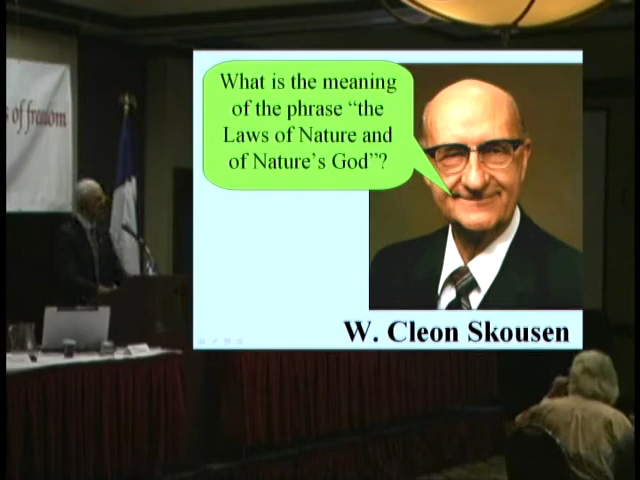 s of freedom
What is the meaning
of the phrase “the
Laws of Nature and
of Nature’s God”?
W. Cleon Skousen